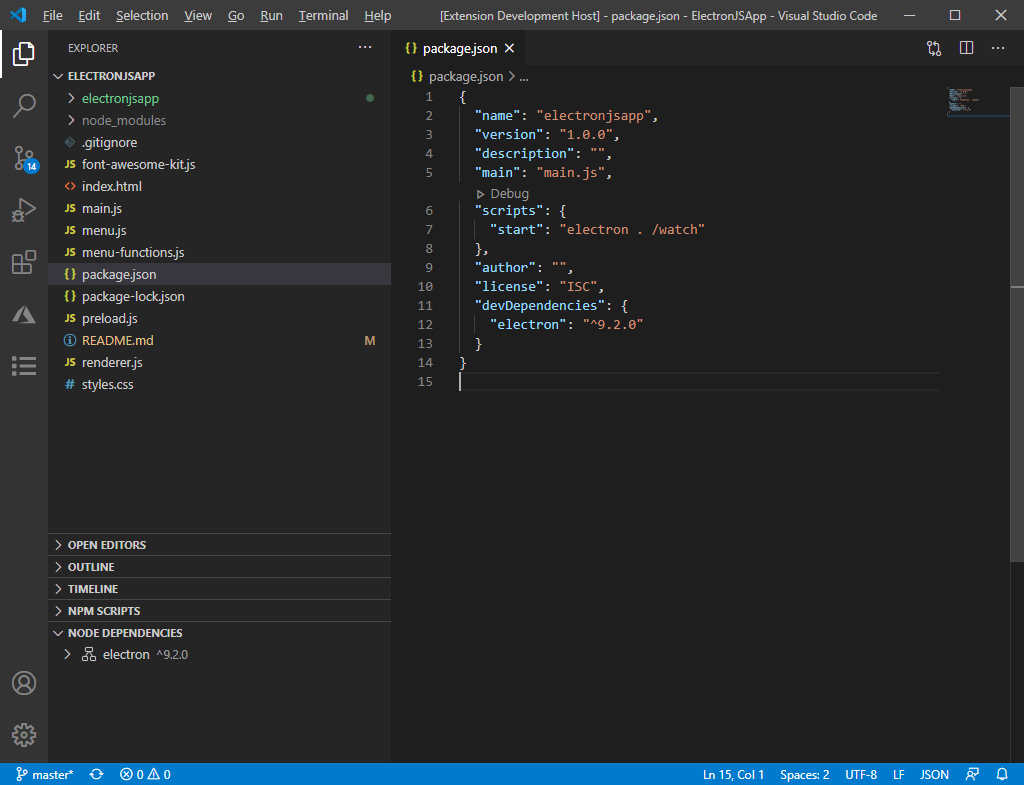 File Edit Selection View Go Run Terminal Help [Extension Development Host] - package.json - ElectronJSApp - Visual Studio Code
EXPLORER
ELECTRONJSAPP
electronjsapp
node_modules
.gitignore
JS font-awesome-kit.js
<> index.html
JS main.js
JS menu.js
JS menu-functions.js
{} package.json
{} package-lock.json
JS preload.js
README.md M
JS renderer.js
# styles.css
14
OPEN EDITORS
OUTLINE
TIMELINE
NPM SCRIPTS
NODE DEPENDENCIES
electron ^9.2.0
{} package.json
{} package.json > ...
1 {
2 "name": "electronjsapp",
3 "version": "1.0.0",
4 "description": "",
5 "main": "main.js",
Debug
6 "scripts": {
7 "start": "electron . /watch"
8 },
9 "author": "",
10 "license": "ISC",
11 "devDependencies": {
12 "electron": "^9.2.0"
13 }
14 }
15
master* 0 0 Ln 15, Col 1 Spaces: 2 UTF-8 LF JSON